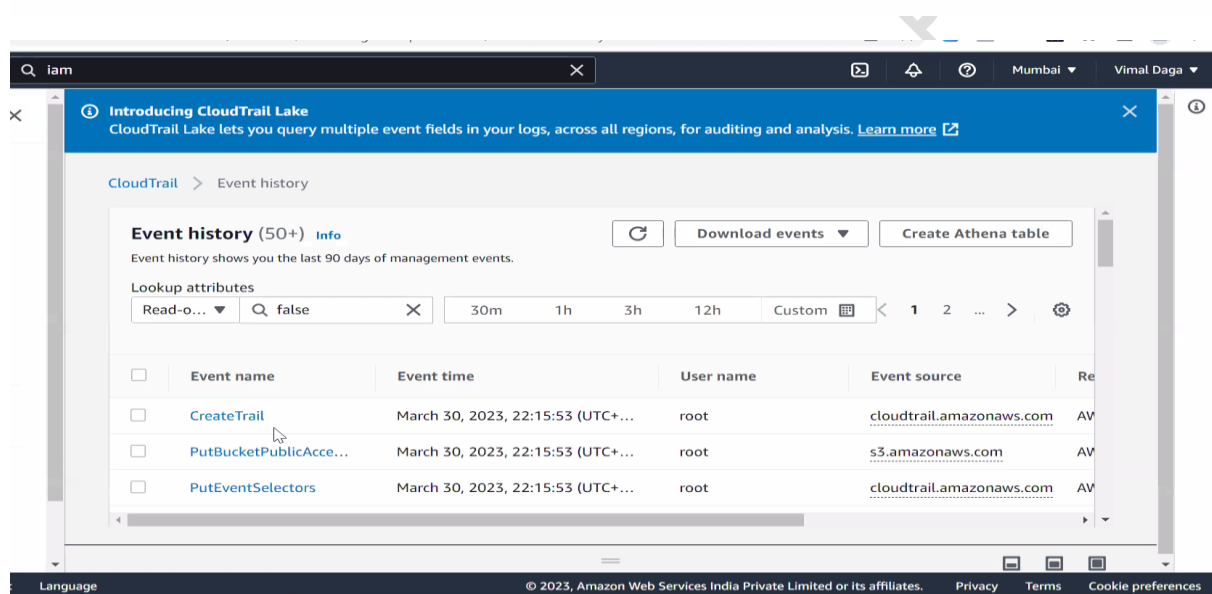 iam
Mumbai ▼ Vimal Daga ▼
Introducing CloudTrail Lake
CloudTrail Lake lets you query multiple event fields in your logs, across all regions, for auditing and analysis. Learn more
CloudTrail > Event history
Event history (50+) Info
Download events ▼ Create Athena table
Event history shows you the last 90 days of management events.
Lookup attributes
Read-o... ▼ false 30m 1h 3h 12h Custom < 1 2 ... >
Event name Event time User name Event source Re
CreateTrail March 30, 2023, 22:15:53 (UTC+... root cloudtrail.amazonaws.com AW
PutBucketPublicAcce... March 30, 2023, 22:15:53 (UTC+... root s3.amazonaws.com AW
PutEventSelectors March 30, 2023, 22:15:53 (UTC+... root cloudtrail.amazonaws.com AW
Language © 2023, Amazon Web Services India Private Limited or its affiliates. Privacy Terms Cookie preferences